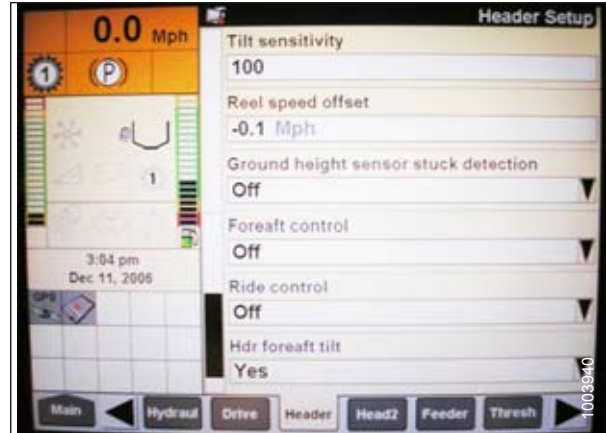 0.0 Mph
Header Setup
Tilt sensitivity
100
1
(P)
Reel speed offset
-0.1 Mph
Ground height sensor stuck detection
Off
1
Foreaft control
Off
3:04 pm
Dec 11, 2006
Ride control
Off
GPS
Hdr foreaft tilt
Yes
Main
Hydraul
Drive
Header
Head2
Feeder
Thresh
1003940